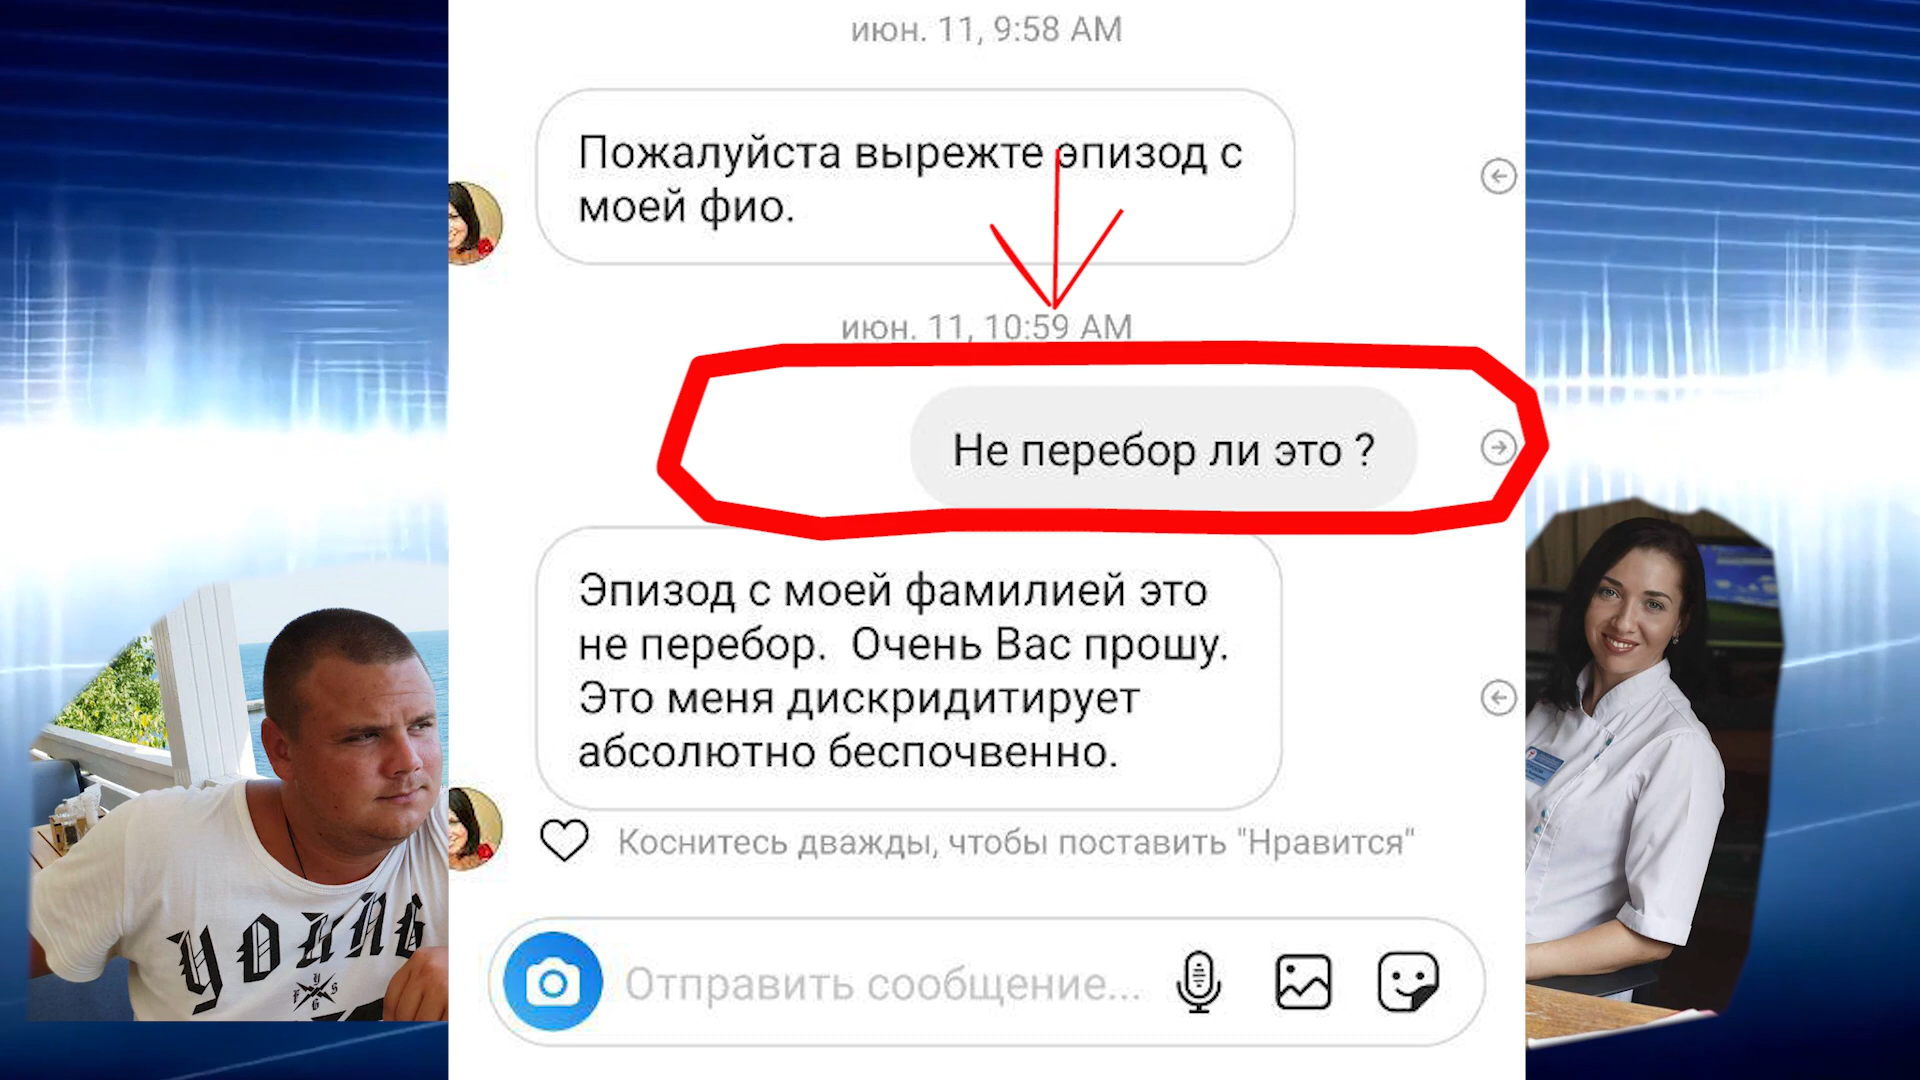 июн. 11, 9:58 AM
Пожалуйста вырежте эпизод с
моей фио.
июн. 11, 10:59 AM
Не перебор ли это ?
Эпизод с моей фамилией это
не перебор. Очень Вас прошу.
Это меня дискридитирует
абсолютно беспочвенно.
Коснитесь дважды, чтобы поставить "Нравится"
Отправить сообщение...
YOUNG